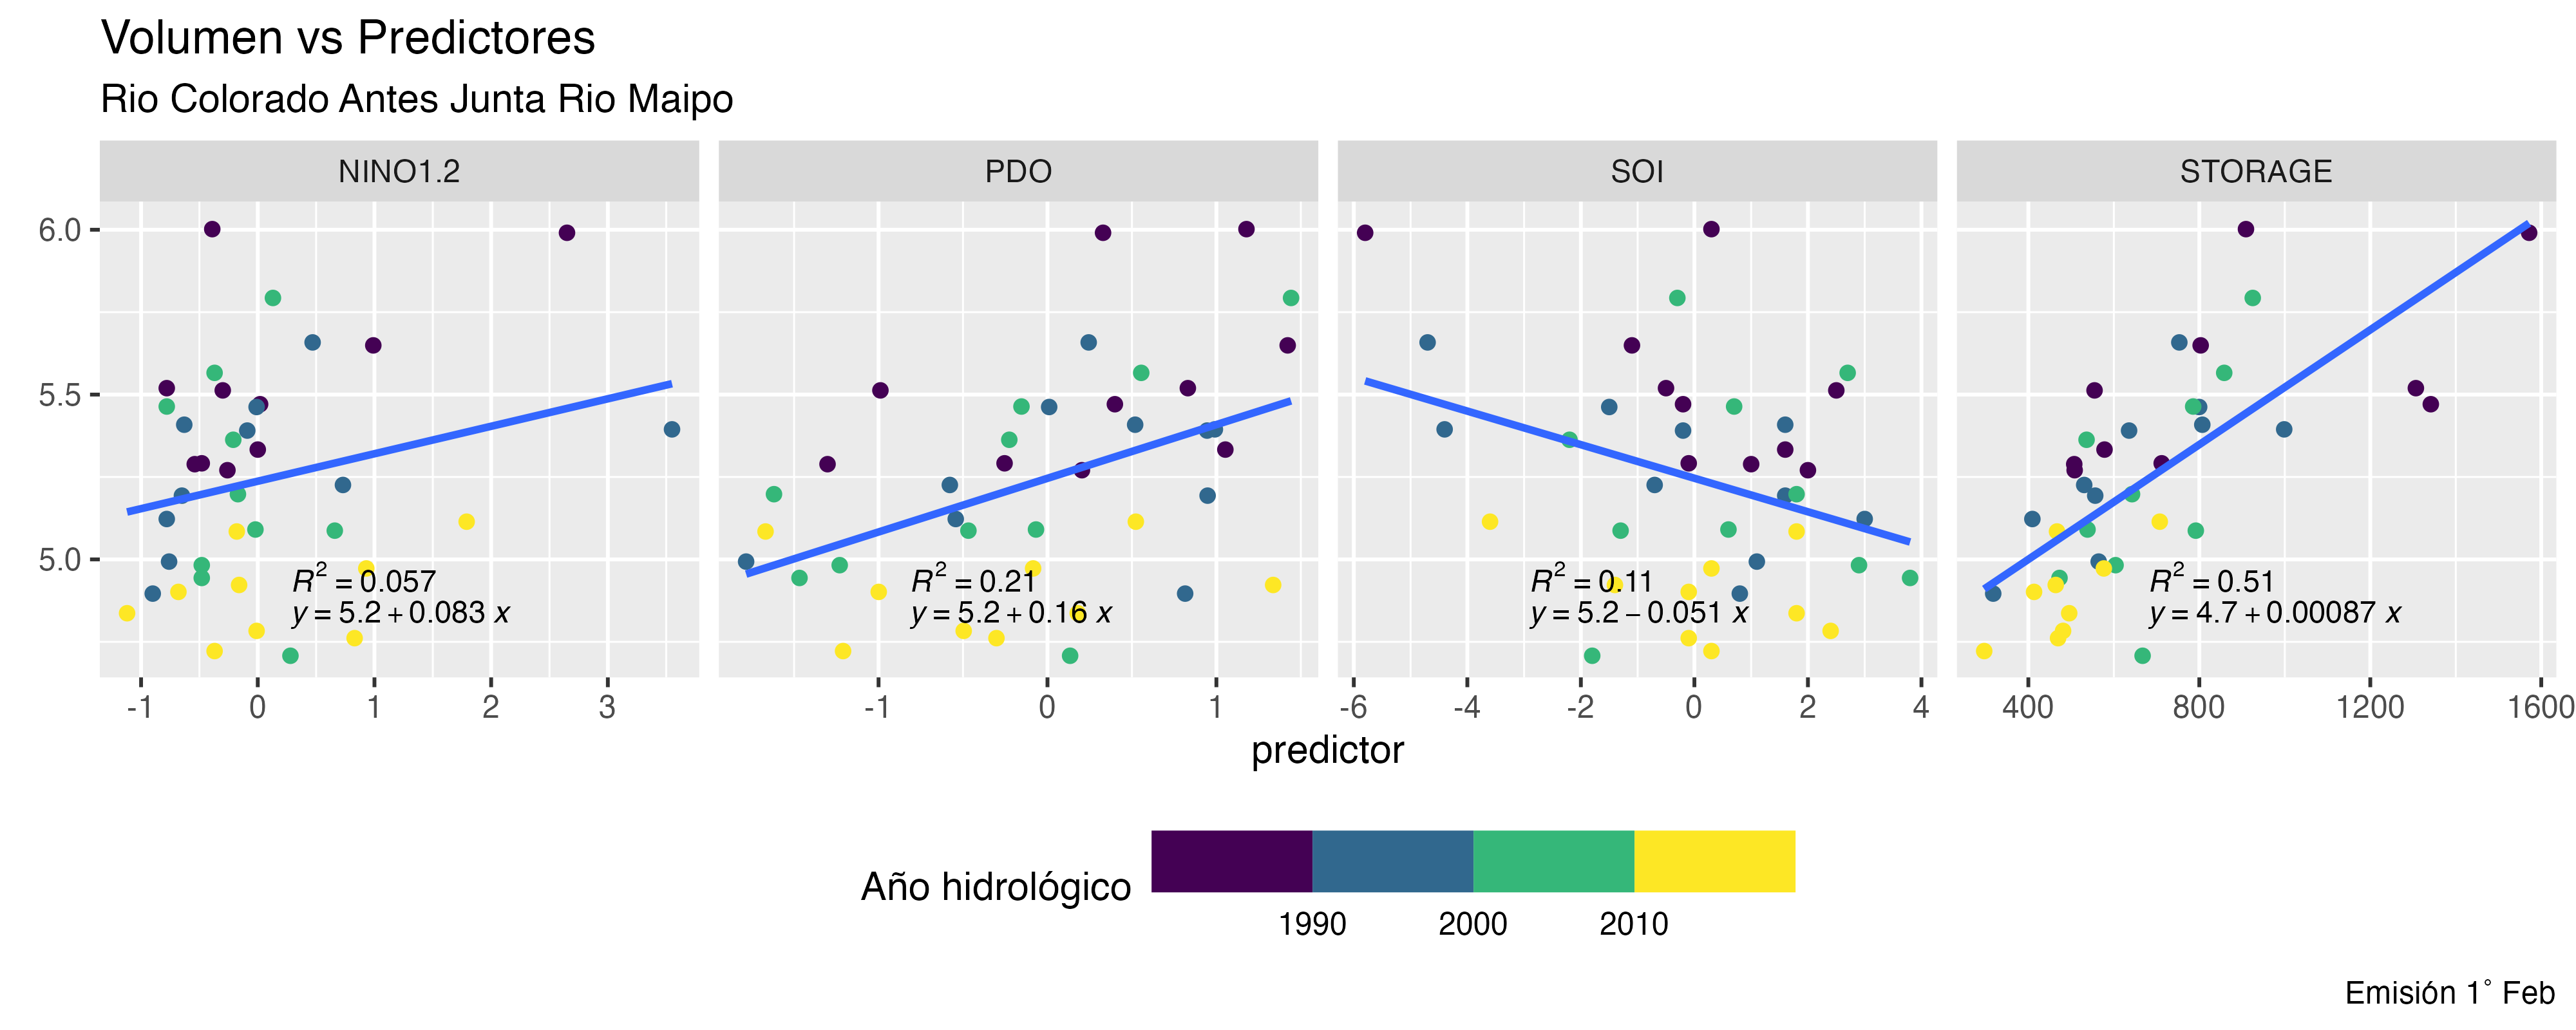 Volumen vs Predictores
Rio Colorado Antes Junta Rio Maipo
NINO1.2 PDO SOI STORAGE
6.0
5.5
5.0
R² = 0.057 R² = 0.21 R² = 0.11 R² = 0.51
y = 5.2 + 0.083 x y = 5.2 + 0.16 x y = 5.2 − 0.051 x y = 4.7 + 0.00087 x
-1 0 1 2 3 -1 0 1 -6 -4 -2 0 2 4 400 800 1200 1600
predictor
Año hidrológico
1990 2000 2010
Emisión 1° Feb